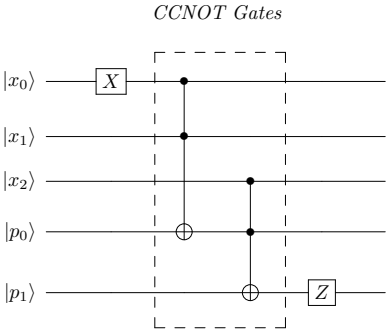 CCNOT Gates
|x₀⟩ X
|x₁⟩
|x₂⟩
|p₀⟩
|p₁⟩ Z